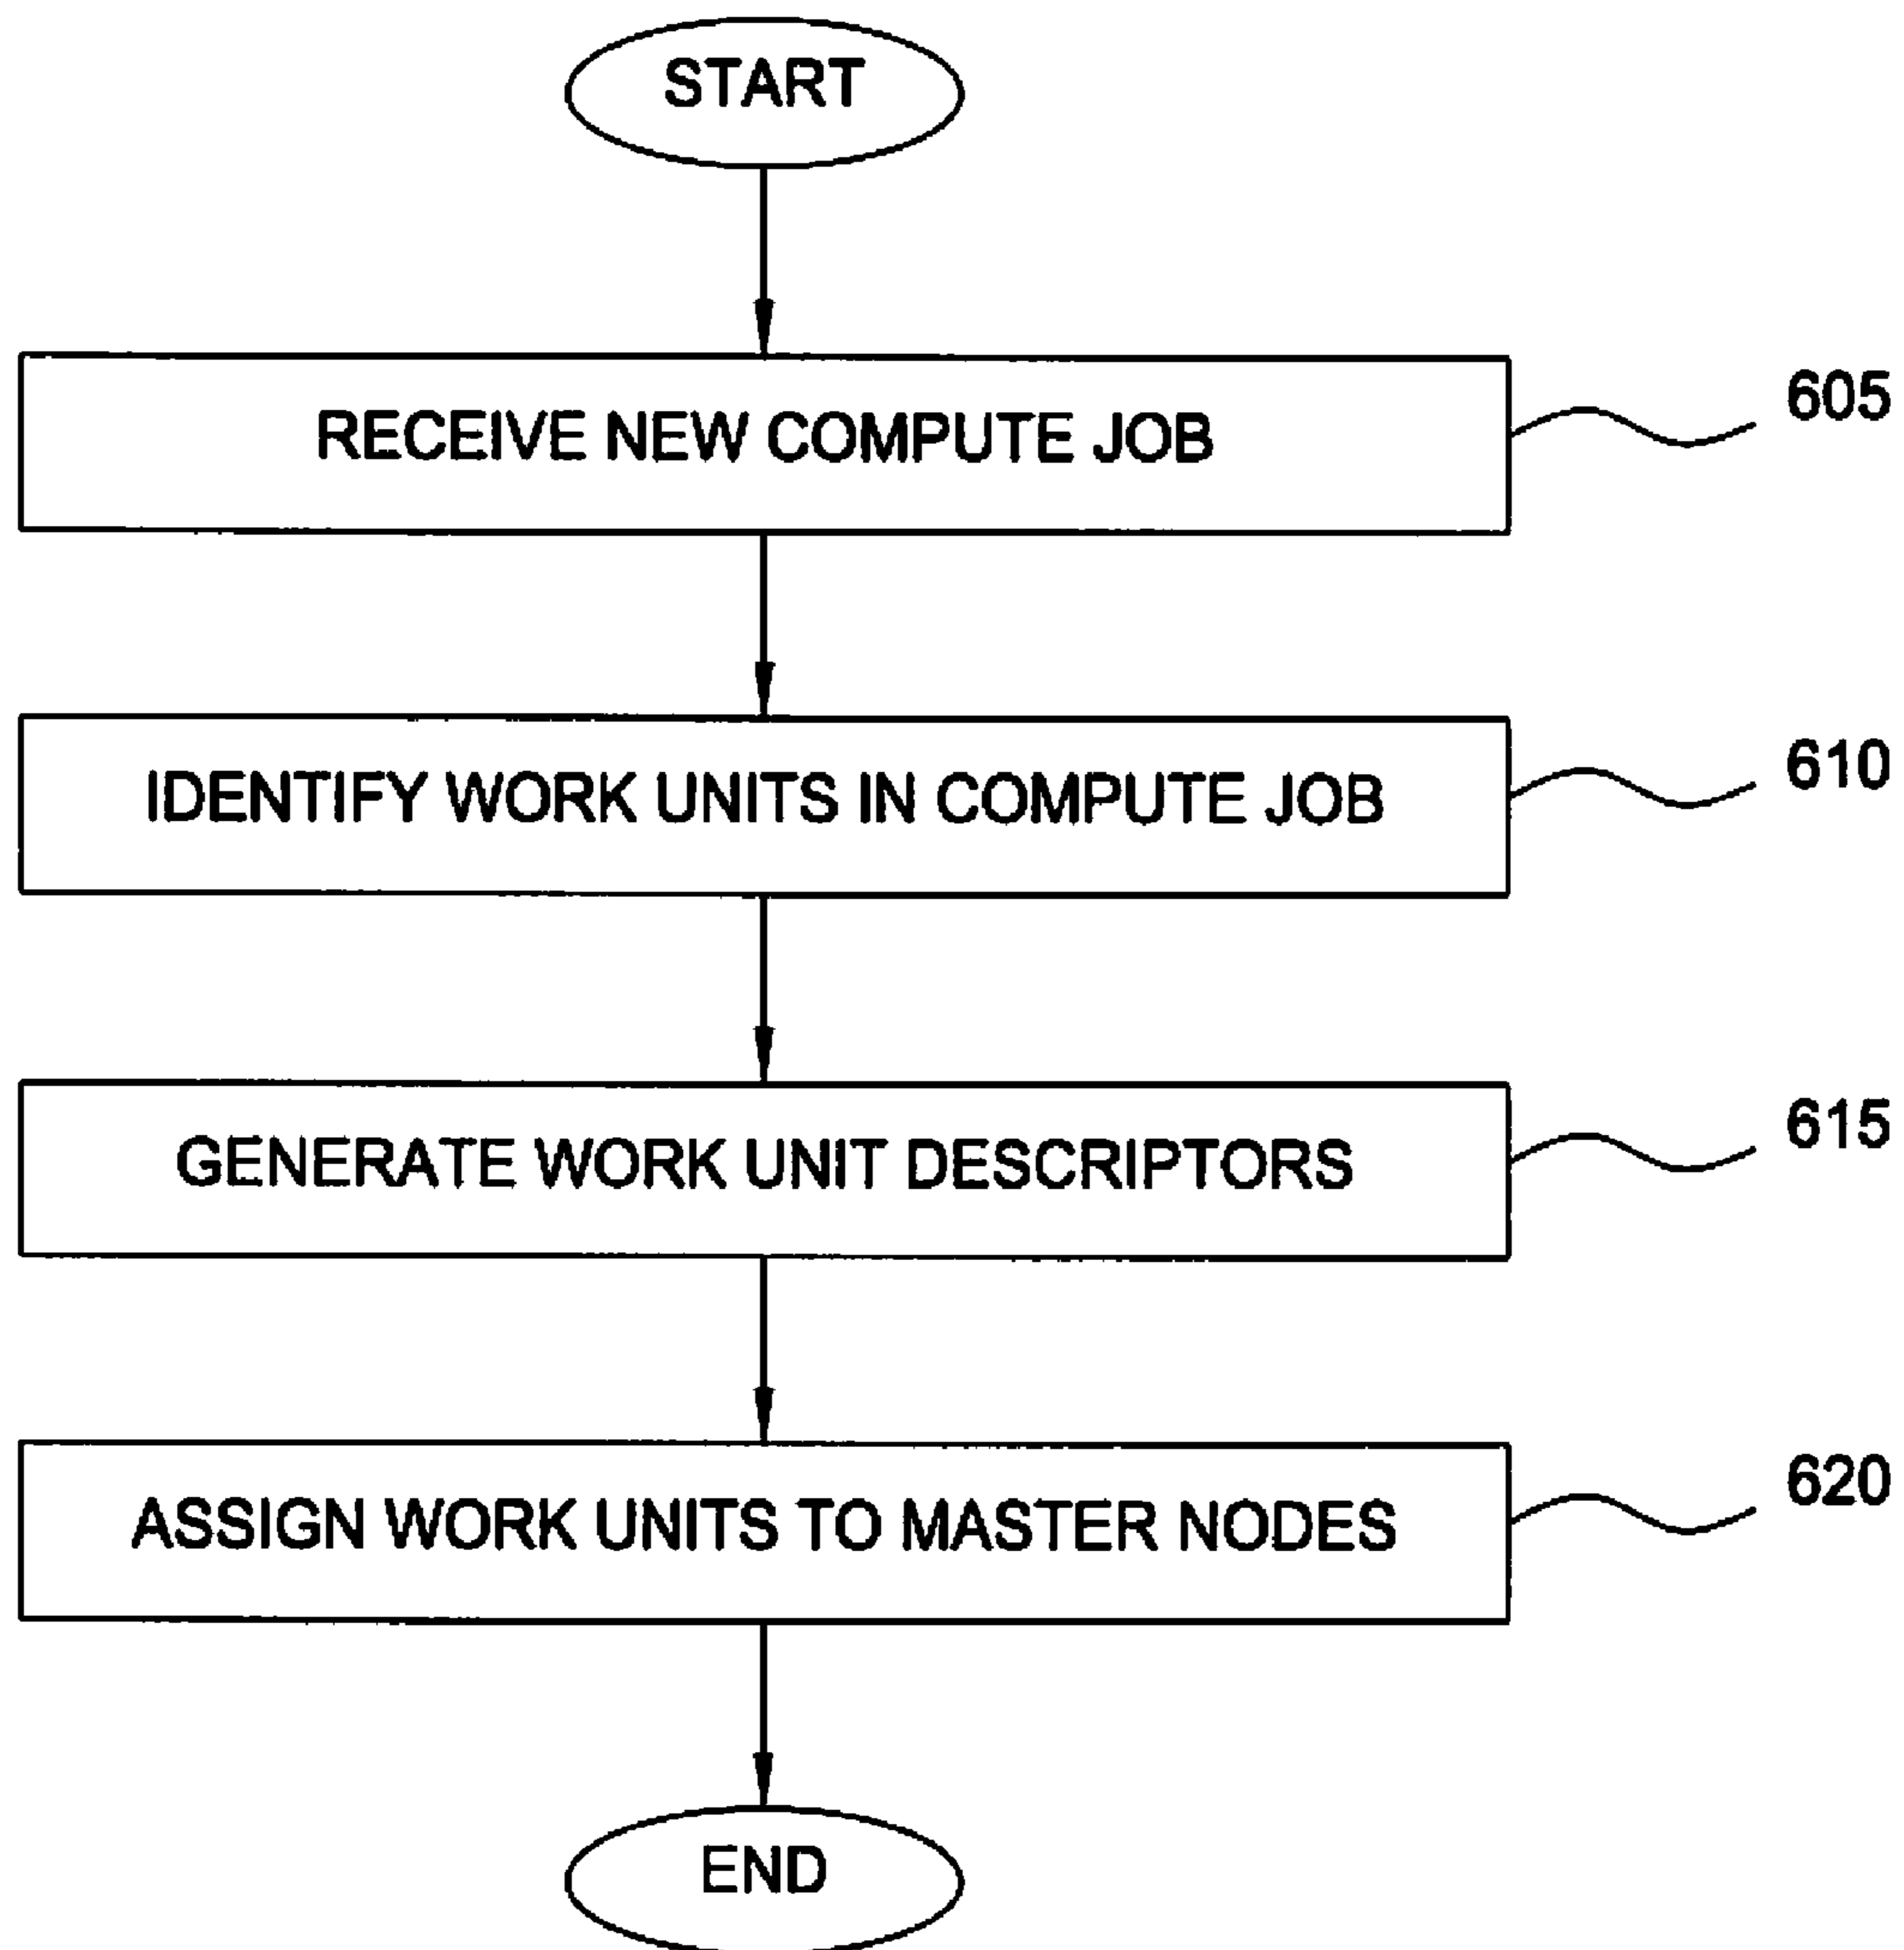 START
RECEIVE NEW COMPUTE JOB
605
IDENTIFY WORK UNITS IN COMPUTE JOB
610
GENERATE WORK UNIT DESCRIPTORS
615
ASSIGN WORK UNITS TO MASTER NODES
620
END